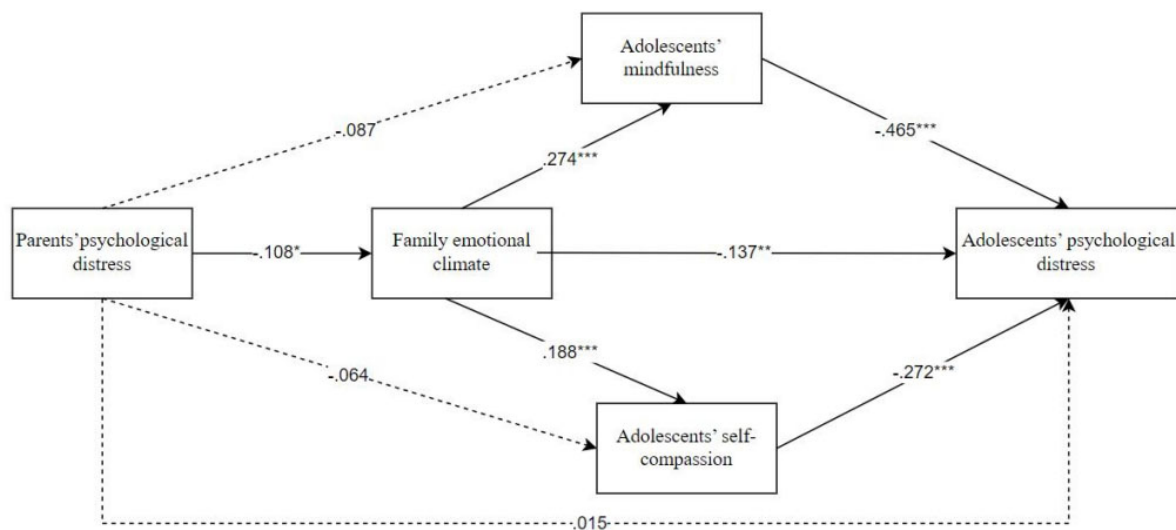 Adolescents’
mindfulness
-.087
-.465***
.274***
Parents’psychological
distress
-.108*
Family emotional
climate
-.137**
Adolescents’ psychological
distress
.188***
-.064
-.272***
Adolescents’ self-
compassion
.015